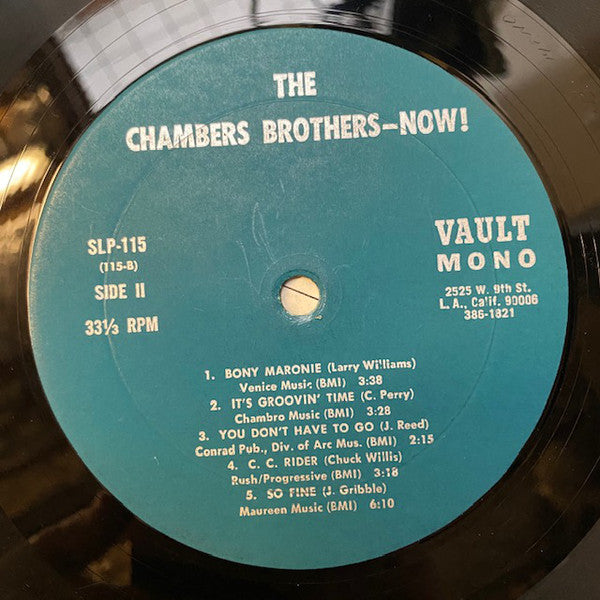 THE
CHAMBERS BROTHERS—NOW!
SLP-115
(115-B)
SIDE II
33⅓ RPM
VAULT
MONO
2525 W. 9th St.
L. A., Calif. 90006
386-1821
1. BONY MARONIE (Larry Williams)
Venice Music (BMI) 3:38
2. IT'S GROOVIN' TIME (C. Perry)
Chambro Music (BMI) 3:28
3. YOU DON'T HAVE TO GO (J. Reed)
Conrad Pub., Div. of Arc Mus. (BMI) 2:15
4. C. C. RIDER (Chuck Willis)
Rush/Progressive (BMI) 3:18
5. SO FINE (J. Gribble)
Maureen Music (BMI) 6:10